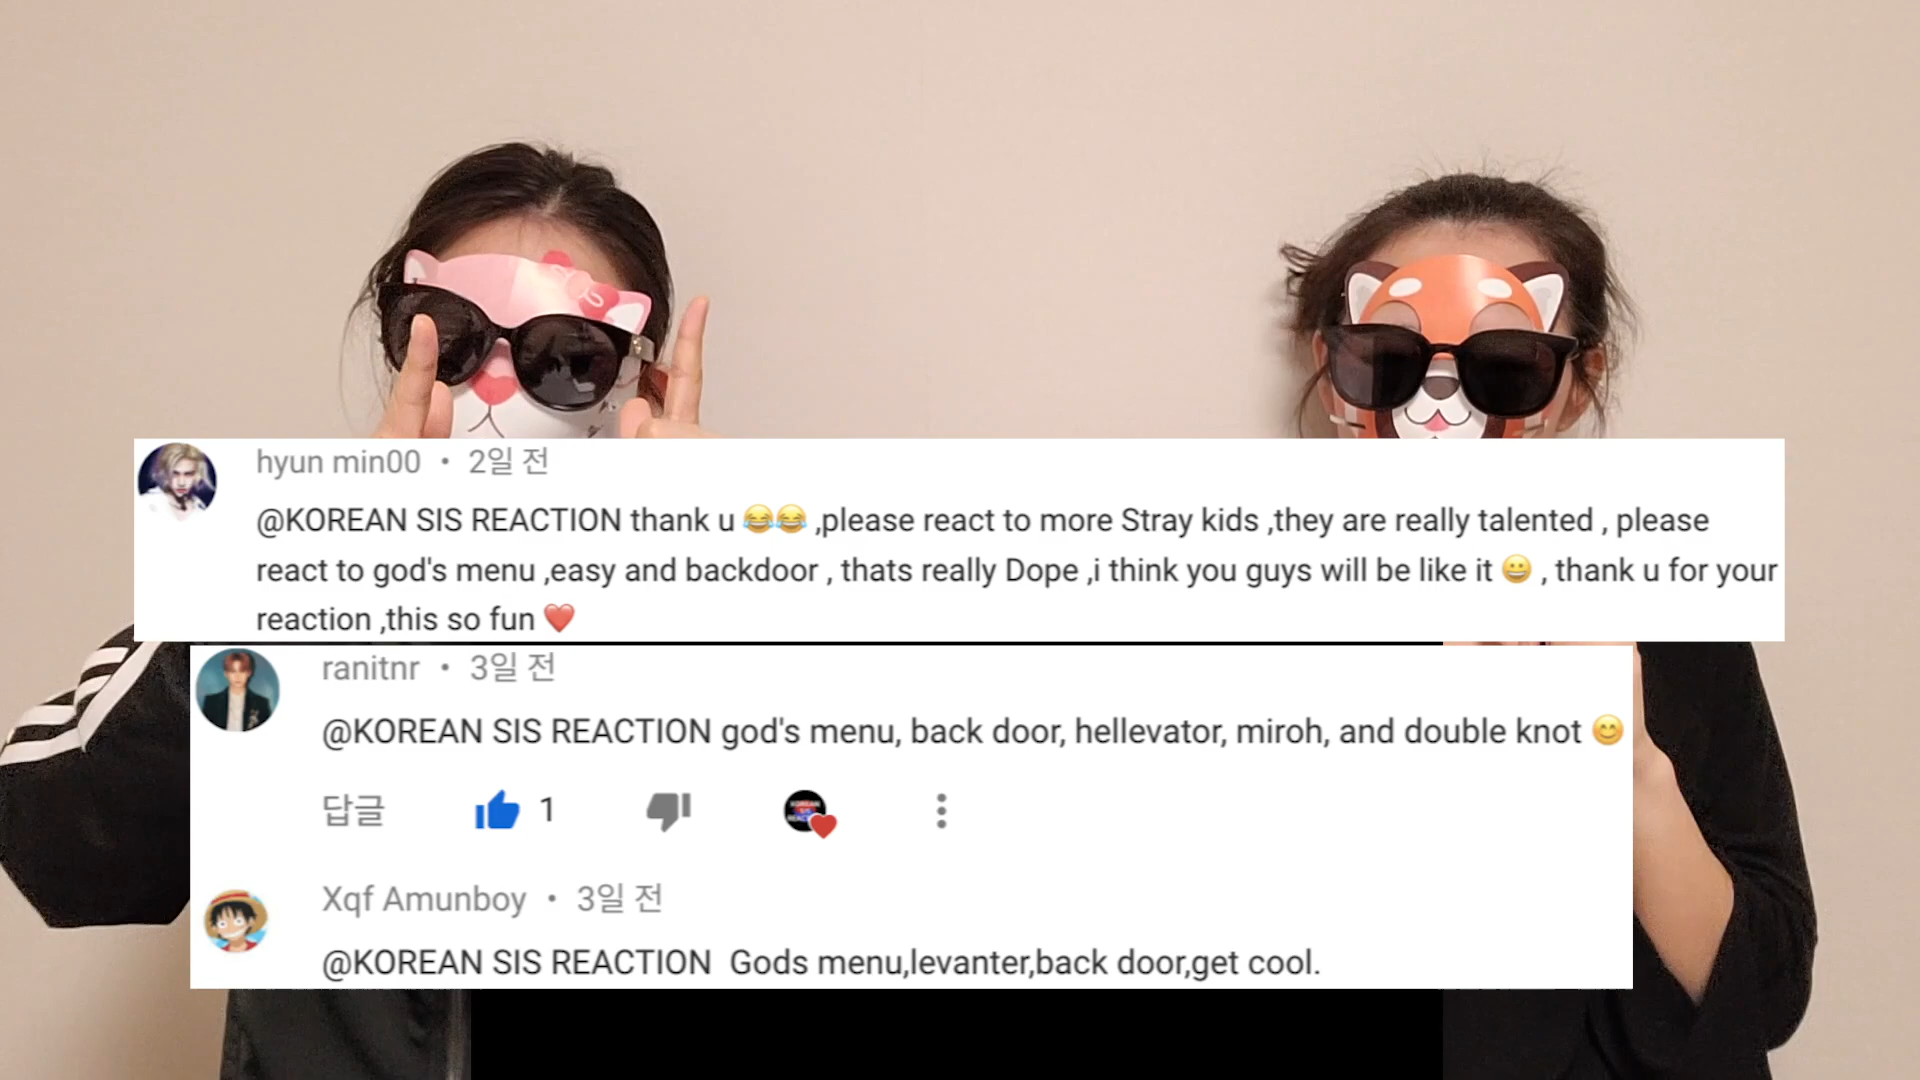 hyun min00 • 2일 전
@KOREAN SIS REACTION thank u 😂😂 ,please react to more Stray kids ,they are really talented , please
react to god's menu ,easy and backdoor , thats really Dope ,i think you guys will be like it 😀 , thank u for your
reaction ,this so fun ❤️
ranitnr • 3일 전
@KOREAN SIS REACTION god's menu, back door, hellevator, miroh, and double knot 😊
답글 1
KOREAN
SIS
REACTION
Xqf Amunboy • 3일 전
@KOREAN SIS REACTION  Gods menu,levanter,back door,get cool.